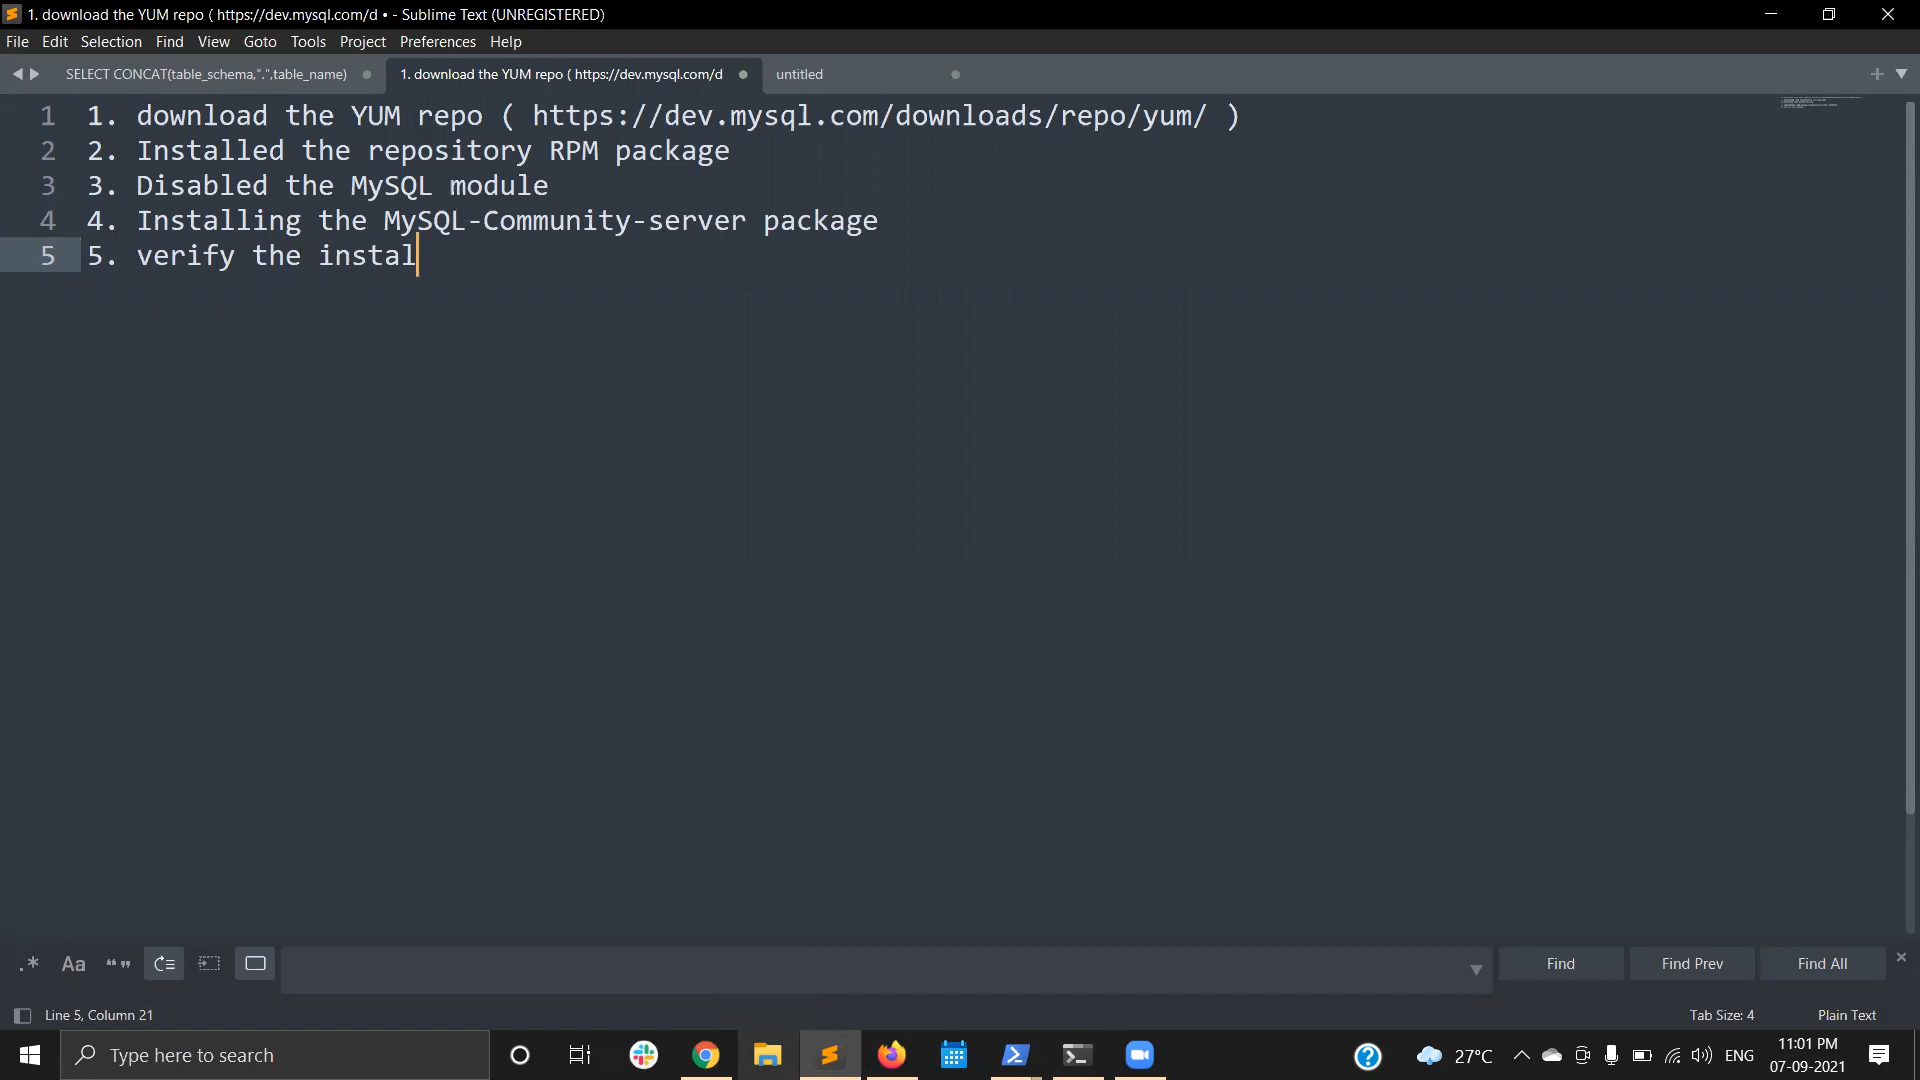 1. download the YUM repo ( https://dev.mysql.com/d • - Sublime Text (UNREGISTERED)
File Edit Selection Find View Goto Tools Project Preferences Help
SELECT CONCAT(table_schema,".",table_name) 1. download the YUM repo ( https://dev.mysql.com/d untitled
1 1. download the YUM repo ( https://dev.mysql.com/downloads/repo/yum/ )
2 2. Installed the repository RPM package
3 3. Disabled the MySQL module
4 4. Installing the MySQL-Community-server package
5 5. verify the instal
.* Aa “” Find Find Prev Find All
Line 5, Column 21 Tab Size: 4 Plain Text
Type here to search 27°C ENG 11:01 PM
07-09-2021